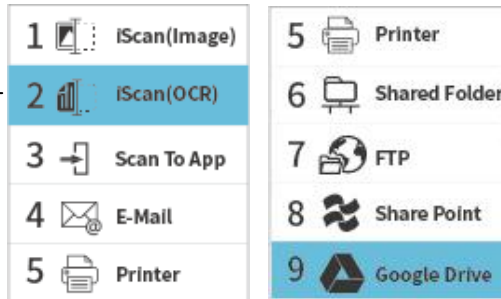 1 iScan(Image)
2 iScan(OCR)
3 Scan To App
4 E-Mail
5 Printer
5 Printer
6 Shared Folder
7 FTP
8 Share Point
9 Google Drive